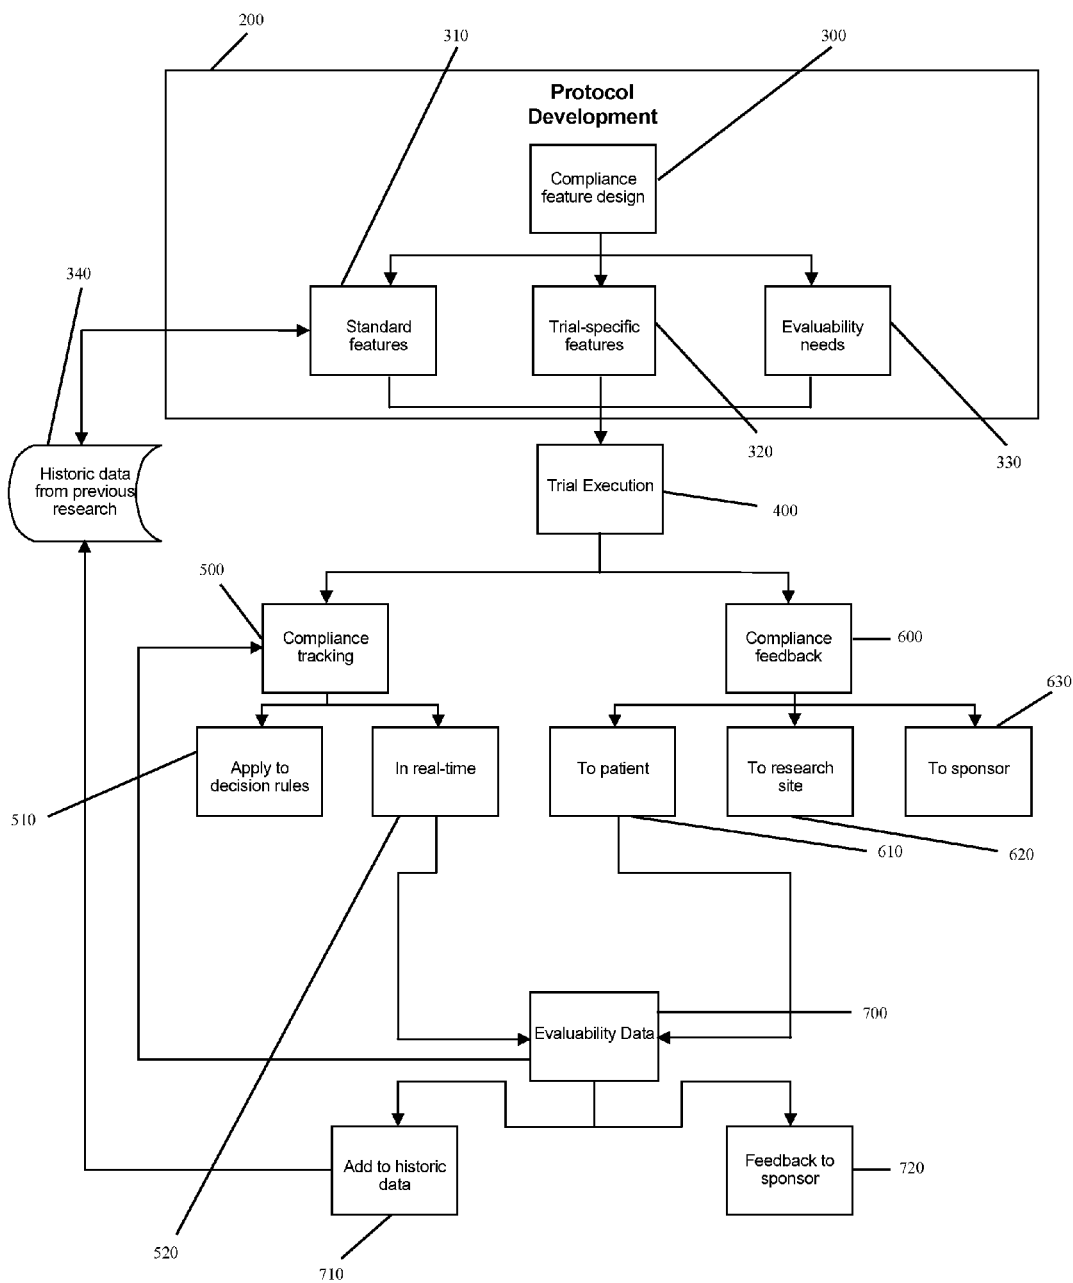 200
310
300
Protocol
Development
Compliance
feature design
340
Standard
features
Trial-specific
features
Evaluability
needs
320
330
Historic data
from previous
research
Trial Execution
400
500
Compliance
tracking
Compliance
feedback
600
630
Apply to
decision rules
In real-time
To patient
To research
site
To sponsor
510
610
620
700
Evaluability Data
Add to historic
data
Feedback to
sponsor
720
520
710